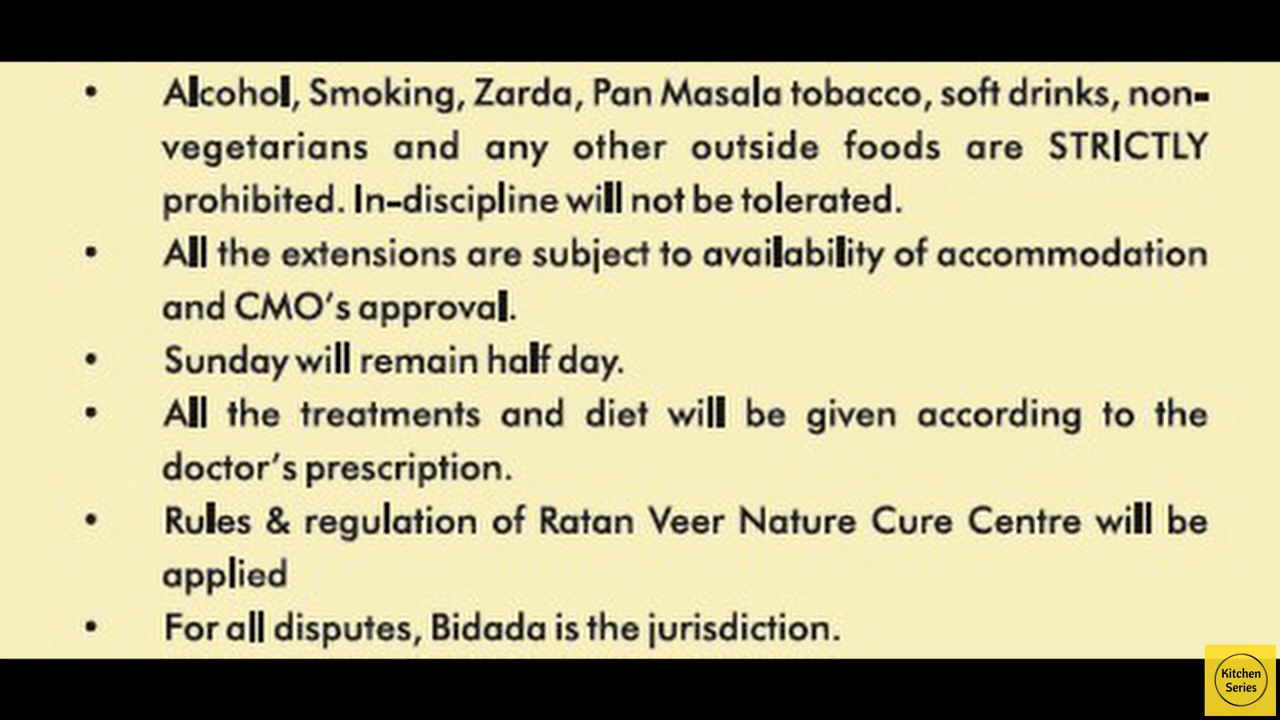 • Alcohol, Smoking, Zarda, Pan Masala tobacco, soft drinks, non-
vegetarians and any other outside foods are STRICTLY
prohibited. In-discipline will not be tolerated.
• All the extensions are subject to availability of accommodation
and CMO's approval.
• Sunday will remain half day.
• All the treatments and diet will be given according to the
doctor's prescription.
• Rules & regulation of Ratan Veer Nature Cure Centre will be
applied
• For all disputes, Bidada is the jurisdiction.
Kitchen
Series